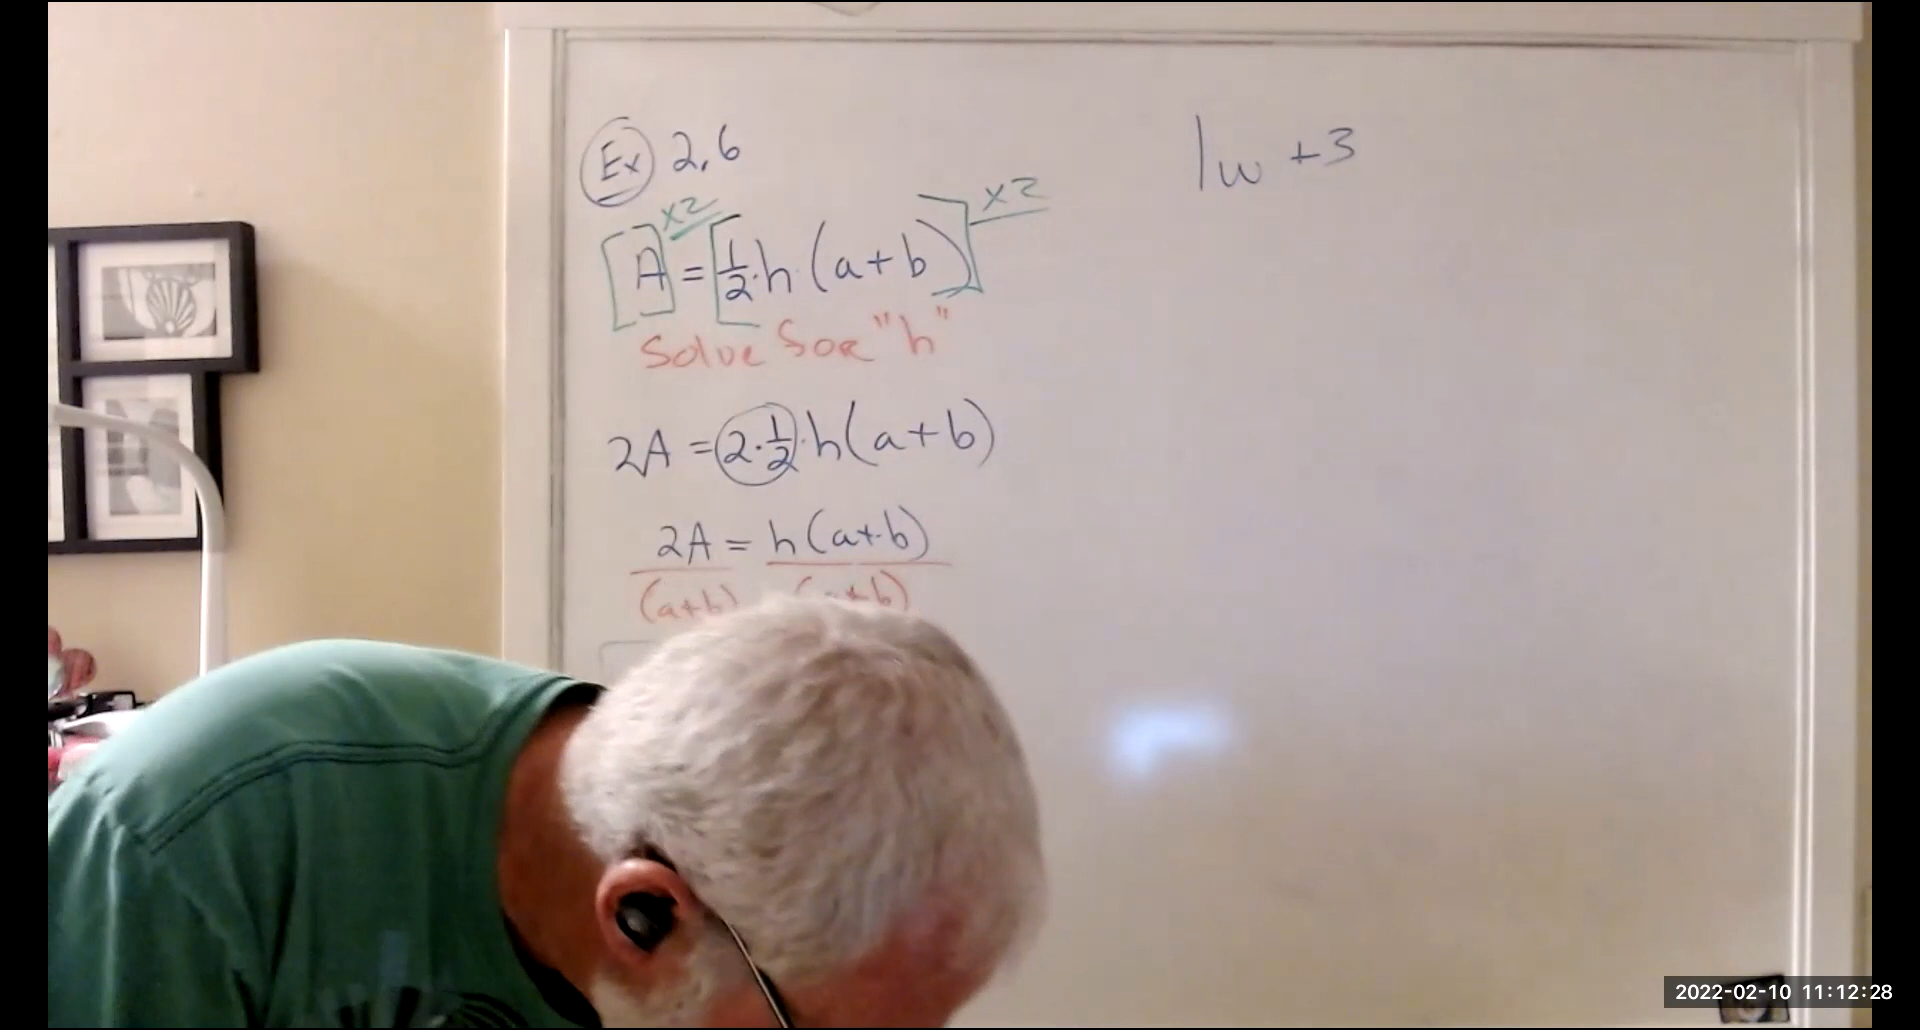 Ex 2.6
x2 x2
[A] = [1/2 · h · (a+b)]
Solve for "h"
2A = 2·1/2·h(a+b)
2A = h(a+b)
(a+b) (a+b)
lw +3
2022-02-10 11:12:28